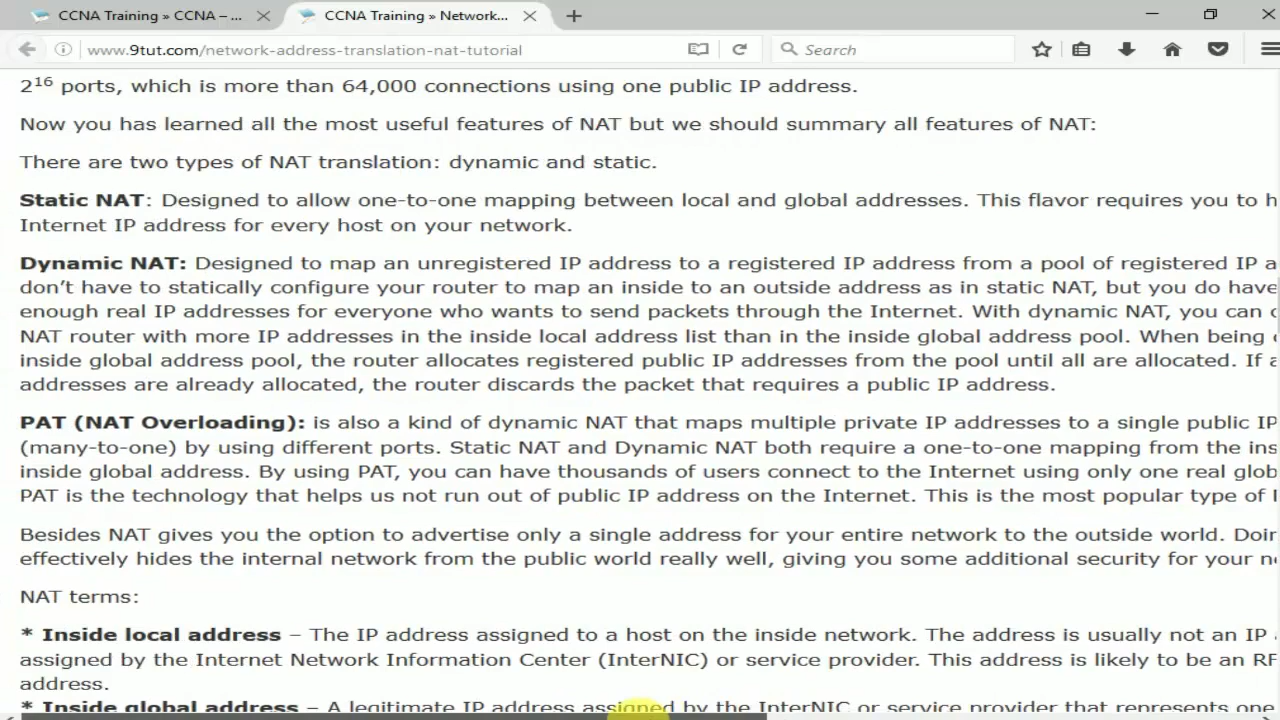 CCNA Training » CCNA – ...
CCNA Training » Network...
www.9tut.com/network-address-translation-nat-tutorial
Search
2^16 ports, which is more than 64,000 connections using one public IP address.
Now you has learned all the most useful features of NAT but we should summary all features of NAT:
There are two types of NAT translation: dynamic and static.
Static NAT: Designed to allow one-to-one mapping between local and global addresses. This flavor requires you to h
Internet IP address for every host on your network.
Dynamic NAT: Designed to map an unregistered IP address to a registered IP address from a pool of registered IP a
don’t have to statically configure your router to map an inside to an outside address as in static NAT, but you do have
enough real IP addresses for everyone who wants to send packets through the Internet. With dynamic NAT, you can
NAT router with more IP addresses in the inside local address list than in the inside global address pool. When being
inside global address pool, the router allocates registered public IP addresses from the pool until all are allocated. If a
addresses are already allocated, the router discards the packet that requires a public IP address.
PAT (NAT Overloading): is also a kind of dynamic NAT that maps multiple private IP addresses to a single public IP
(many-to-one) by using different ports. Static NAT and Dynamic NAT both require a one-to-one mapping from the ins
inside global address. By using PAT, you can have thousands of users connect to the Internet using only one real glob
PAT is the technology that helps us not run out of public IP address on the Internet. This is the most popular type of
Besides NAT gives you the option to advertise only a single address for your entire network to the outside world. Doin
effectively hides the internal network from the public world really well, giving you some additional security for your n
NAT terms:
* Inside local address – The IP address assigned to a host on the inside network. The address is usually not an IP
assigned by the Internet Network Information Center (InterNIC) or service provider. This address is likely to be an RF
address.
* Inside global address – A legitimate IP address assigned by the InterNIC or service provider that represents one